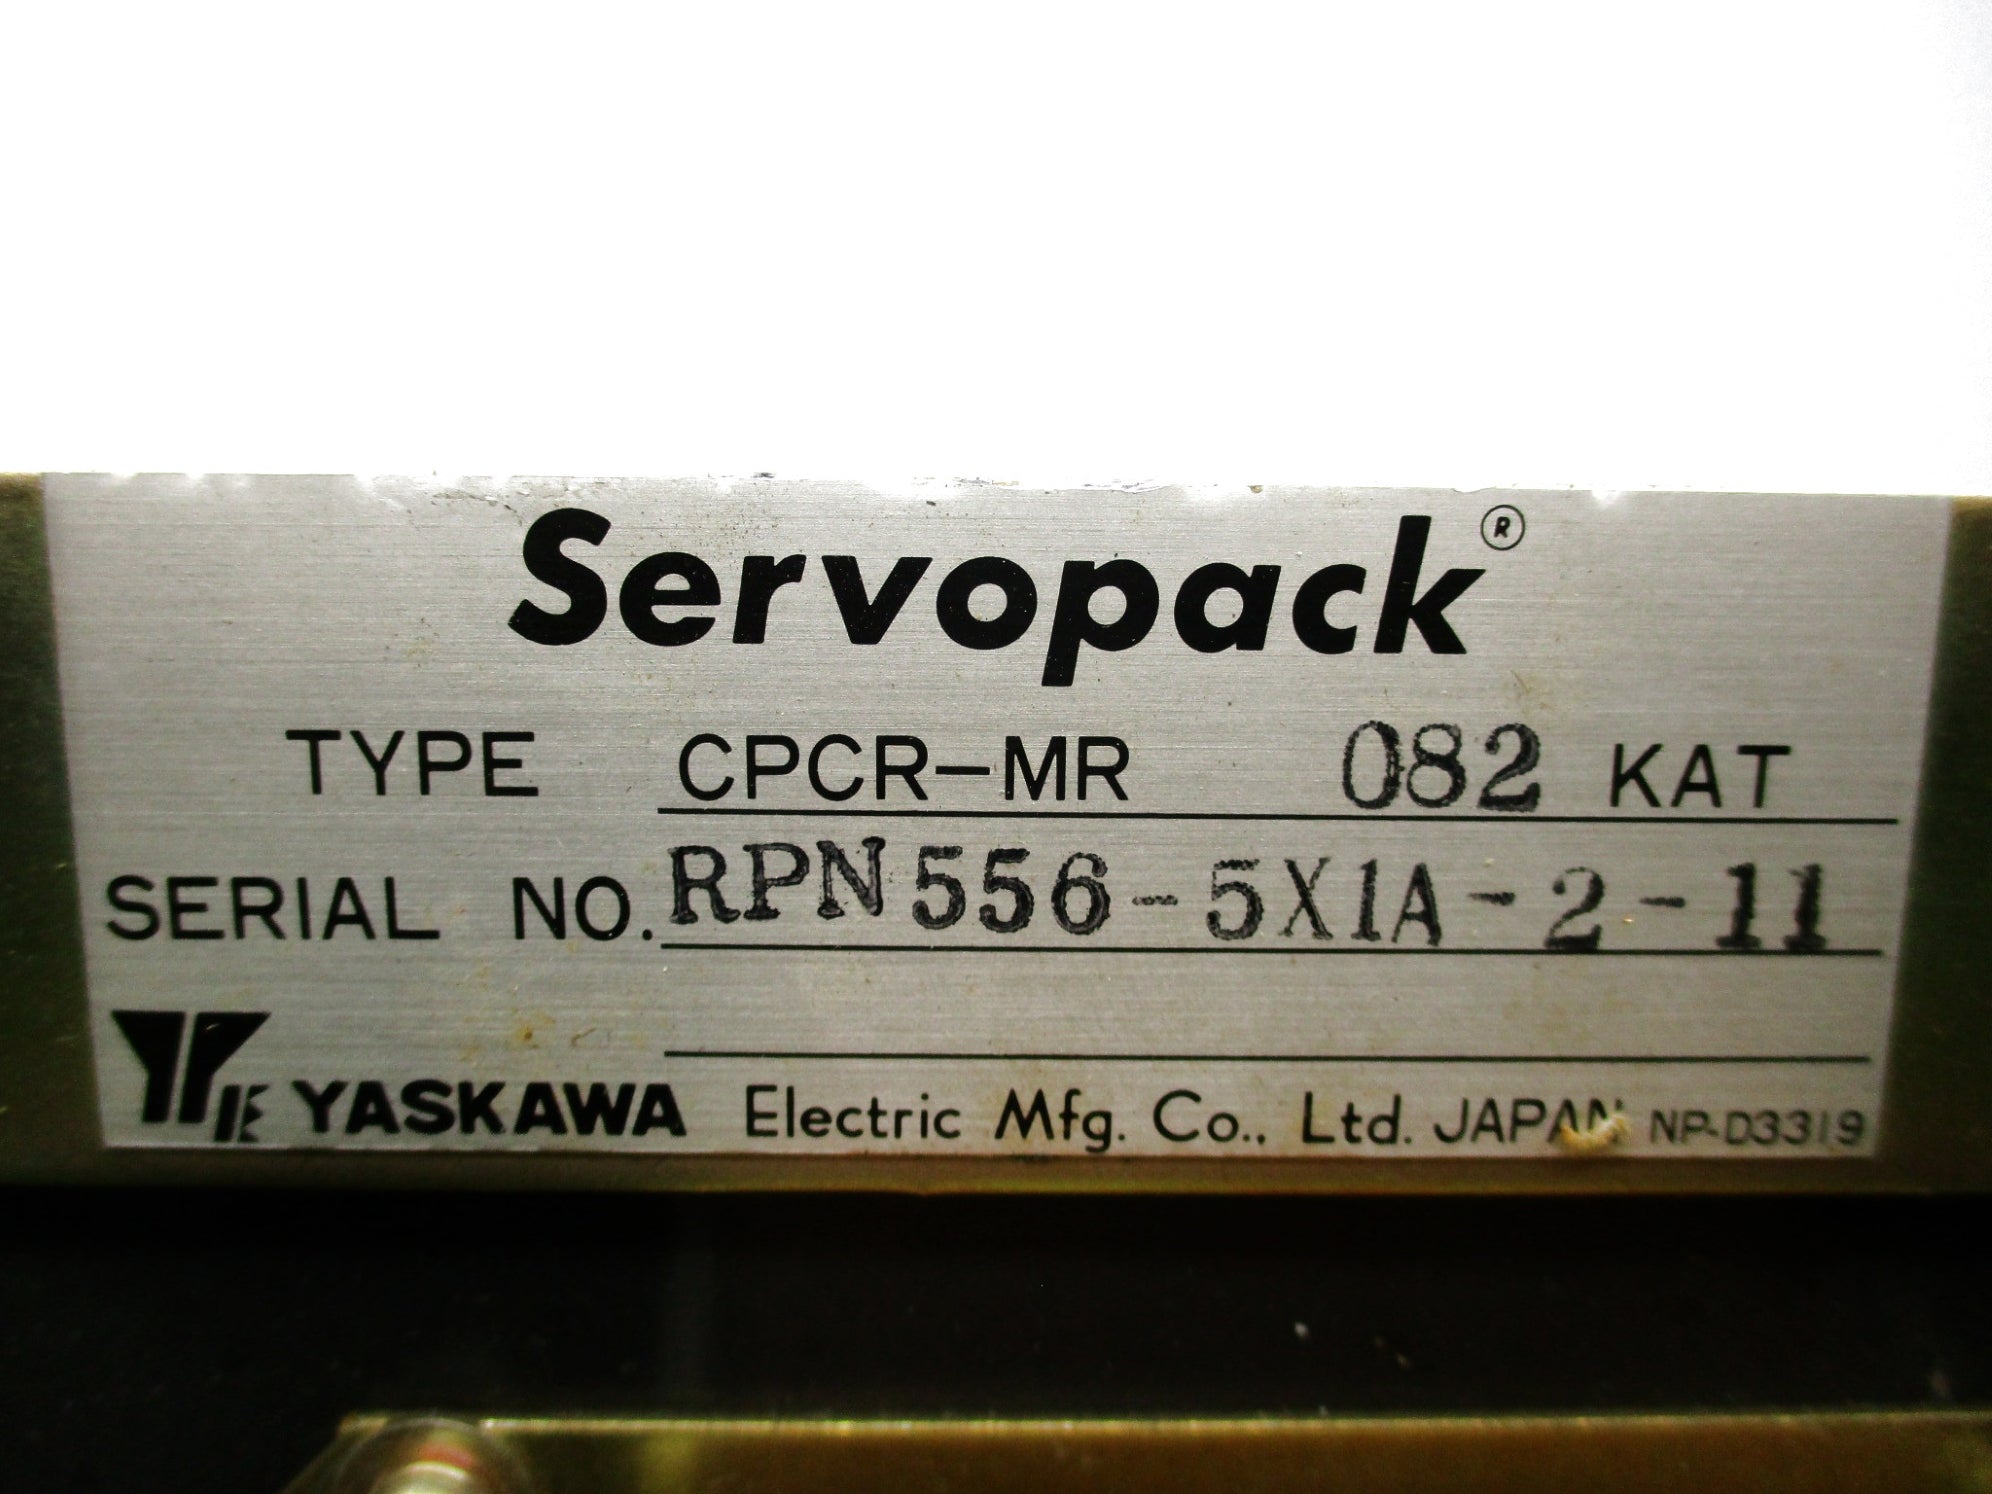 Servopack®
TYPE CPCR-MR 082 KAT
SERIAL NO. RPN556-5X1A-2-11
YE YASKAWA Electric Mfg. Co., Ltd. JAPAN NP-D3319